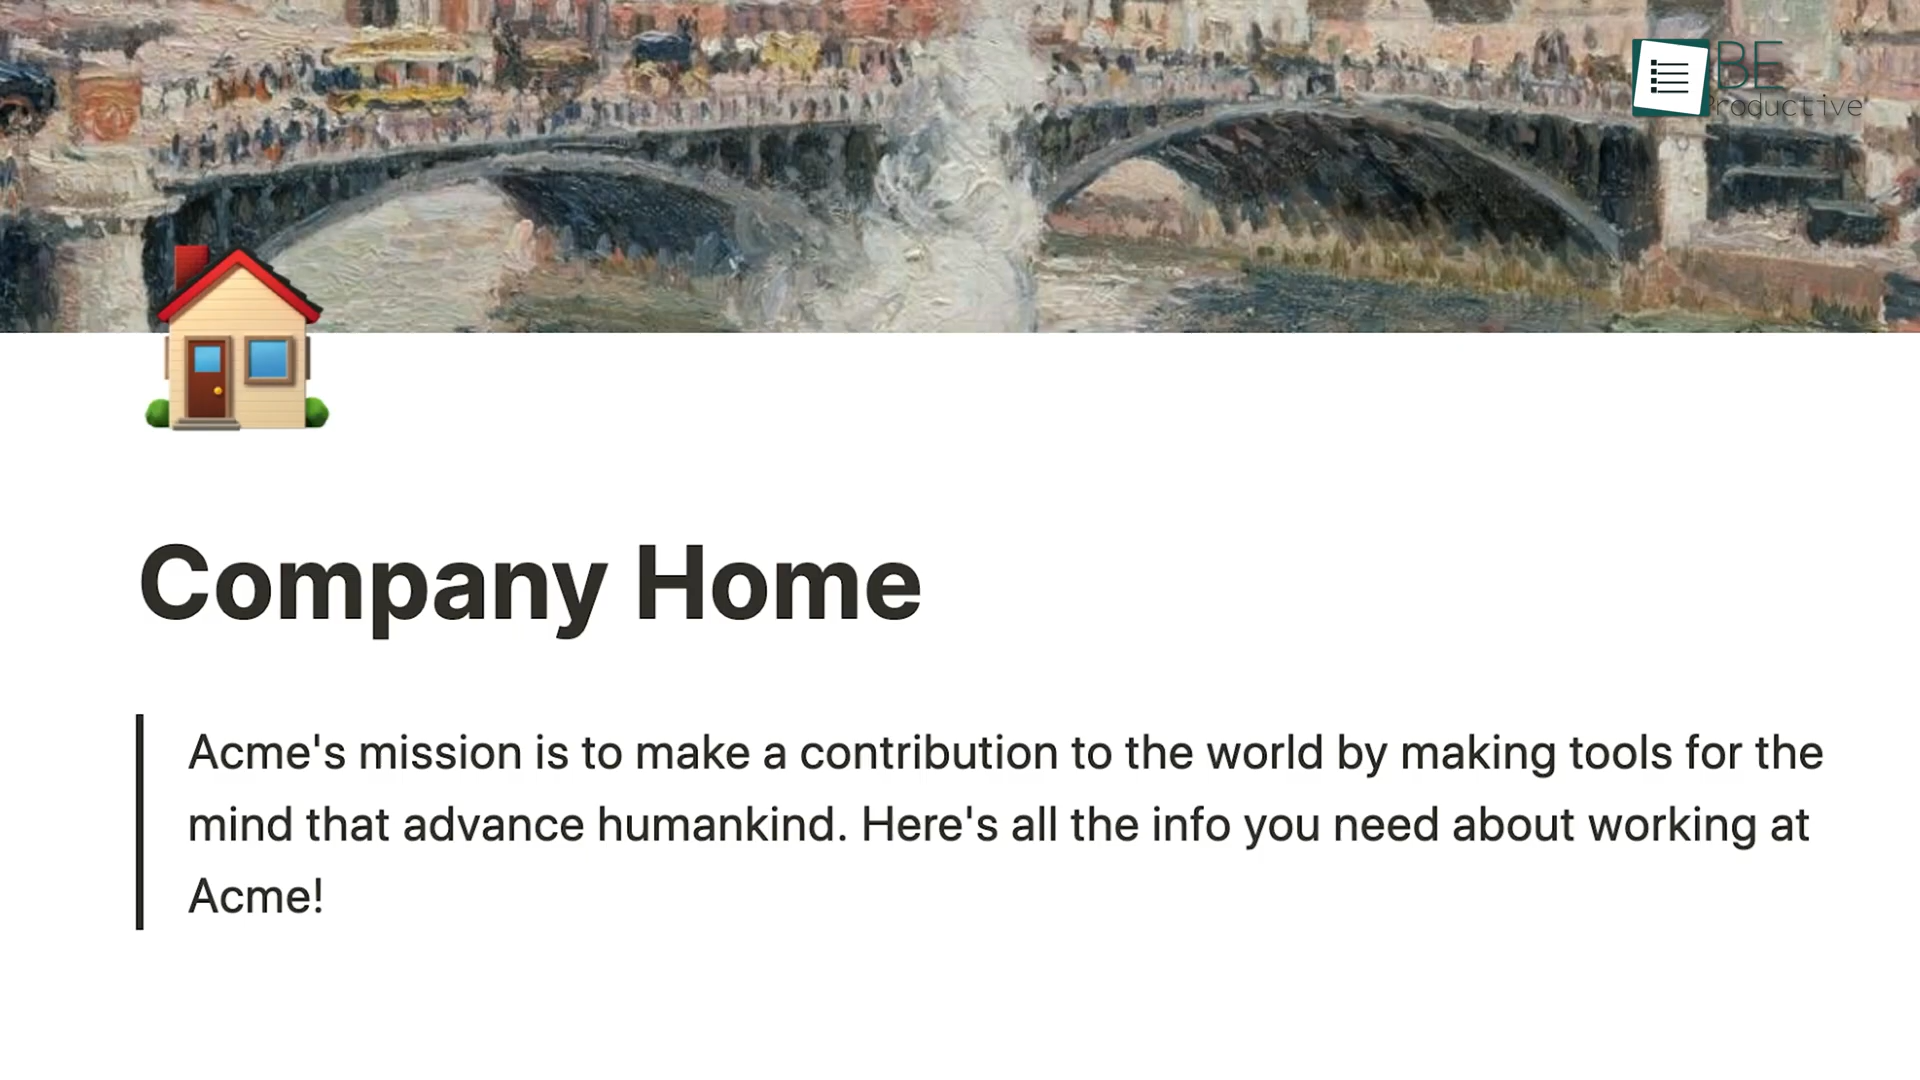 BE
Productive
Company Home
Acme's mission is to make a contribution to the world by making tools for the
mind that advance humankind. Here's all the info you need about working at
Acme!